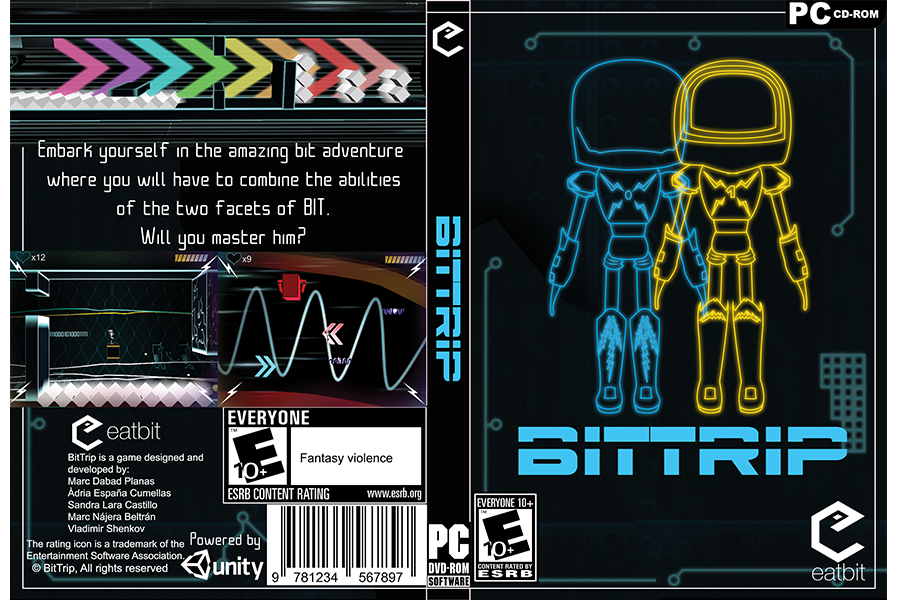 Embark yourself in the amazing bit adventure
where you will have to combine the abilities
of the two facets of BIT.
Will you master him?
x12
x9
eatbit
BitTrip is a game designed and
developed by:
Marc Dabad Planas
Àdria España Cumellas
Sandra Lara Castillo
Marc Nájera Beltrán
Vladimir Shenkov
The rating icon is a trademark of the
Entertainment Software Association.
© BitTrip, All rights reserved
Powered by
unity
EVERYONE
E
10+
TM
Fantasy violence
ESRB CONTENT RATING www.esrb.org
9 781234 567897
BITTRIP
PC
DVD-ROM
SOFTWARE
PC CD-ROM
0
1
BITTRIP
EVERYONE 10+
E
10+
CONTENT RATED BY
ESRB
eatbit